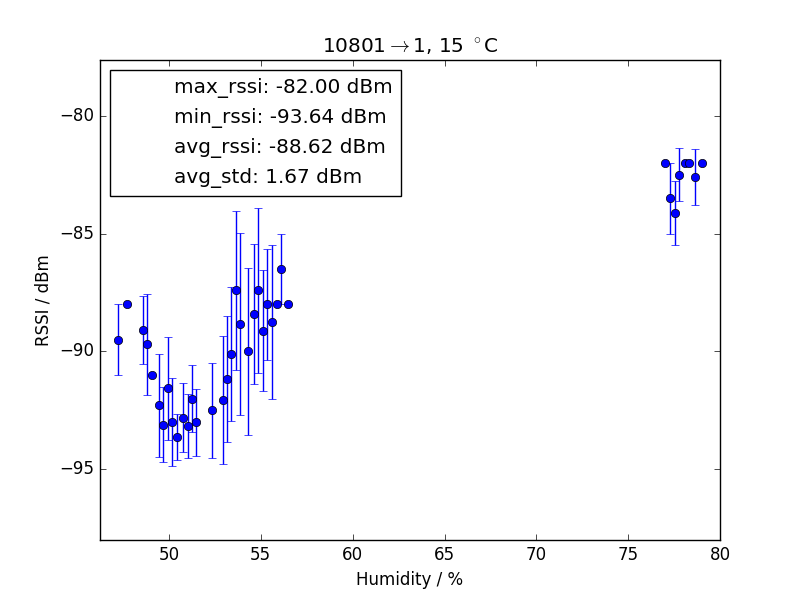 10801→1, 15 °C
max_rssi: -82.00 dBm
min_rssi: -93.64 dBm
avg_rssi: -88.62 dBm
avg_std: 1.67 dBm
−80
−85
−90
−95
RSSI / dBm
50 55 60 65 70 75 80
Humidity / %